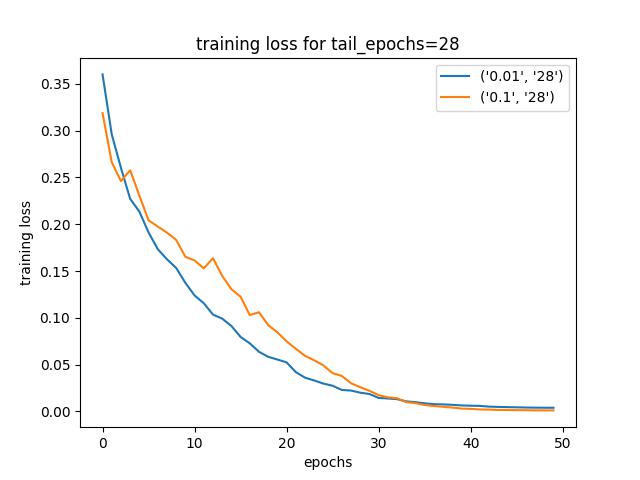 training loss for tail_epochs=28
('0.01', '28')
('0.1', '28')
0.35
0.30
0.25
0.20
0.15
0.10
0.05
0.00
training loss
0 10 20 30 40 50
epochs